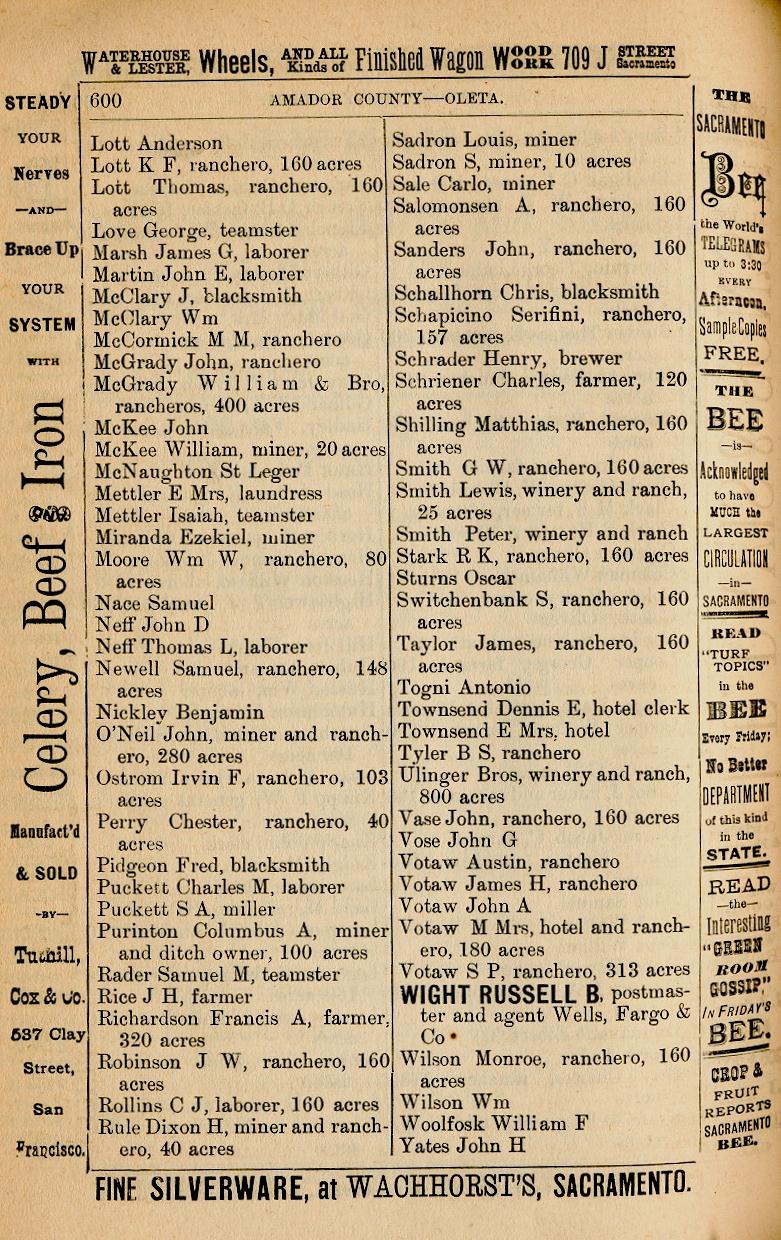 WATERHOUSE & LESTER, Wheels, AND ALL Kinds of Finished Wagon WOOD WORK 709 J STREET Sacramento
600 AMADOR COUNTY—OLETA.
STEADY
YOUR
Nerves
—AND—
Brace Up
YOUR
SYSTEM
WITH
Celery, Beef and Iron
Manufact'd
& SOLD
-BY-
Tuthill,
Cox & Co.
537 Clay
Street,
San
Francisco.
Lott Anderson
Lott K F, ranchero, 160 acres
Lott Thomas, ranchero, 160
acres
Love George, teamster
Marsh James G, laborer
Martin John E, laborer
McClary J, blacksmith
McClary Wm
McCormick M M, ranchero
McGrady John, ranchero
McGrady William & Bro,
rancheros, 400 acres
McKee John
McKee William, miner, 20 acres
McNaughton St Leger
Mettler E Mrs, laundress
Mettler Isaiah, teamster
Miranda Ezekiel, miner
Moore Wm W, ranchero, 80
acres
Nace Samuel
Neff John D
Neff Thomas L, laborer
Newell Samuel, ranchero, 148
acres
Nickley Benjamin
O'Neil John, miner and ranch-
ero, 280 acres
Ostrom Irvin F, ranchero, 103
acres
Perry Chester, ranchero, 40
acres
Pidgeon Fred, blacksmith
Puckett Charles M, laborer
Puckett S A, miller
Purinton Columbus A, miner
and ditch owner, 100 acres
Rader Samuel M, teamster
Rice J H, farmer
Richardson Francis A, farmer,
320 acres
Robinson J W, ranchero, 160
acres
Rollins C J, laborer, 160 acres
Rule Dixon H, miner and ranch-
ero, 40 acres
Sadron Louis, miner
Sadron S, miner, 10 acres
Sale Carlo, miner
Salomonsen A, ranchero, 160
acres
Sanders John, ranchero, 160
acres
Schallhorn Chris, blacksmith
Schapicino Serifini, ranchero,
157 acres
Schrader Henry, brewer
Schriener Charles, farmer, 120
acres
Shilling Matthias, ranchero, 160
acres
Smith G W, ranchero, 160 acres
Smith Lewis, winery and ranch,
25 acres
Smith Peter, winery and ranch
Stark R K, ranchero, 160 acres
Sturns Oscar
Switchenbank S, ranchero, 160
acres
Taylor James, ranchero, 160
acres
Togni Antonio
Townsend Dennis E, hotel clerk
Townsend E Mrs, hotel
Tyler B S, ranchero
Ulinger Bros, winery and ranch,
800 acres
Vase John, ranchero, 160 acres
Vose John G
Votaw Austin, ranchero
Votaw James H, ranchero
Votaw John A
Votaw M Mrs, hotel and ranch-
ero, 180 acres
Votaw S P, ranchero, 313 acres
WIGHT RUSSELL B, postmas-
ter and agent Wells, Fargo &
Co.
Wilson Monroe, ranchero, 160
acres
Wilson Wm
Woolfosk William F
Yates John H
THE
SACRAMENTO
Bee
the World's
TELEGRAMS
up to 3:30
EVERY
Afternoon,
Sample Copies
FREE.
THE
BEE
—is—
Acknowledged
to have
MUCH the
LARGEST
CIRCULATION
—in—
SACRAMENTO
READ
"TURF
TOPICS"
in the
BEE
Every Friday;
No Better
DEPARTMENT
of this kind
in the
STATE.
READ
—the—
Interesting
"GREEN
ROOM
GOSSIP,"
IN FRIDAY'S
BEE.
CROP &
FRUIT
REPORTS
SACRAMENTO
BEE.
FINE SILVERWARE, at WACHHORST'S, SACRAMENTO.